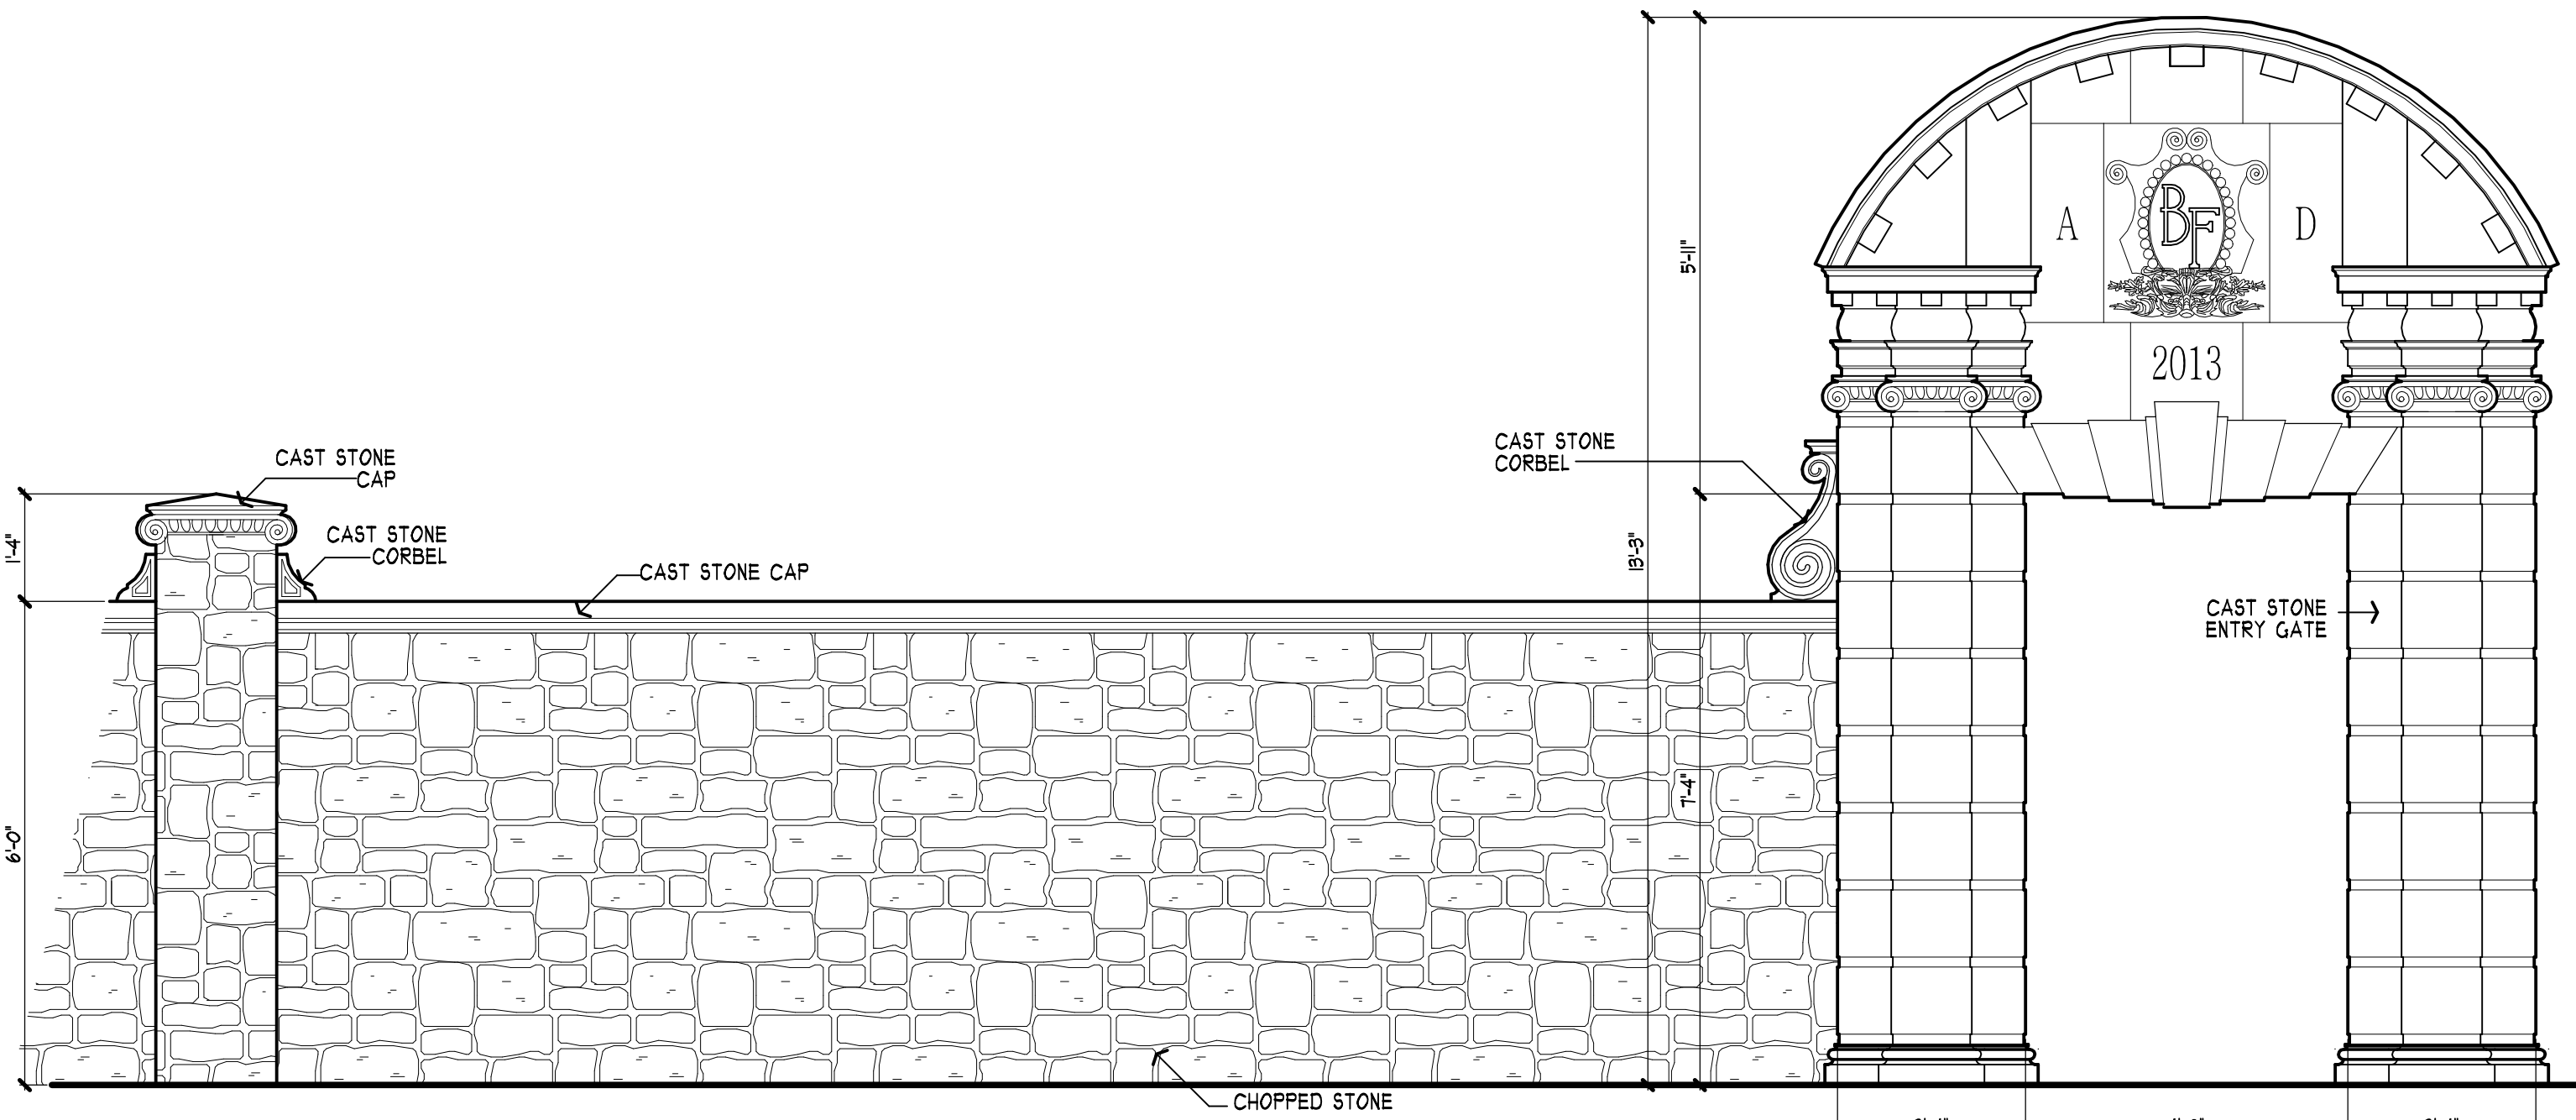 5'-11"
A
BF
D
2013
CAST STONE
CORBEL
CAST STONE
CAP
CAST STONE
CORBEL
1'-4"
13'-3"
CAST STONE CAP
CAST STONE
ENTRY GATE
7'-4"
6'-0"
CHOPPED STONE